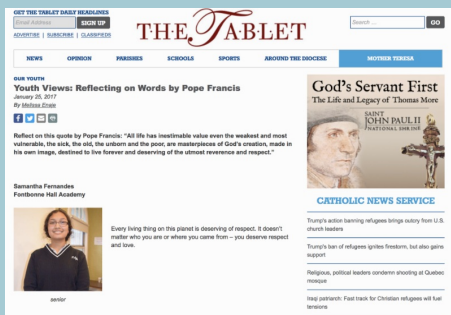 GET THE TABLET DAILY HEADLINES
Email Address
SIGN UP
ADVERTISE | SUBSCRIBE | CLASSIFIEDS
THE TABLET
Search ...
GO
NEWS
OPINION
PARISHES
SCHOOLS
SPORTS
AROUND THE DIOCESE
MOTHER TERESA
OUR YOUTH
Youth Views: Reflecting on Words by Pope Francis
January 25, 2017
By Melissa Enaje
Reflect on this quote by Pope Francis: "All life has inestimable value even the weakest and most
vulnerable, the sick, the old, the unborn and the poor, are masterpieces of God's creation, made in
his own image, destined to live forever and deserving of the utmost reverence and respect."
Samantha Fernandes
Fontbonne Hall Academy
Every living thing on this planet is deserving of respect. It doesn't
matter who you are or where you came from – you deserve respect
and love.
senior
God's Servant First
The Life and Legacy of Thomas More
SAINT
JOHN PAUL II
NATIONAL SHRINE
CATHOLIC NEWS SERVICE
Trump's action banning refugees brings outcry from U.S.
church leaders
Trump's ban of refugees ignites firestorm, but also gains
support
Religious, political leaders condemn shooting at Quebec
mosque
Iraqi patriarch: Fast track for Christian refugees will fuel
tensions